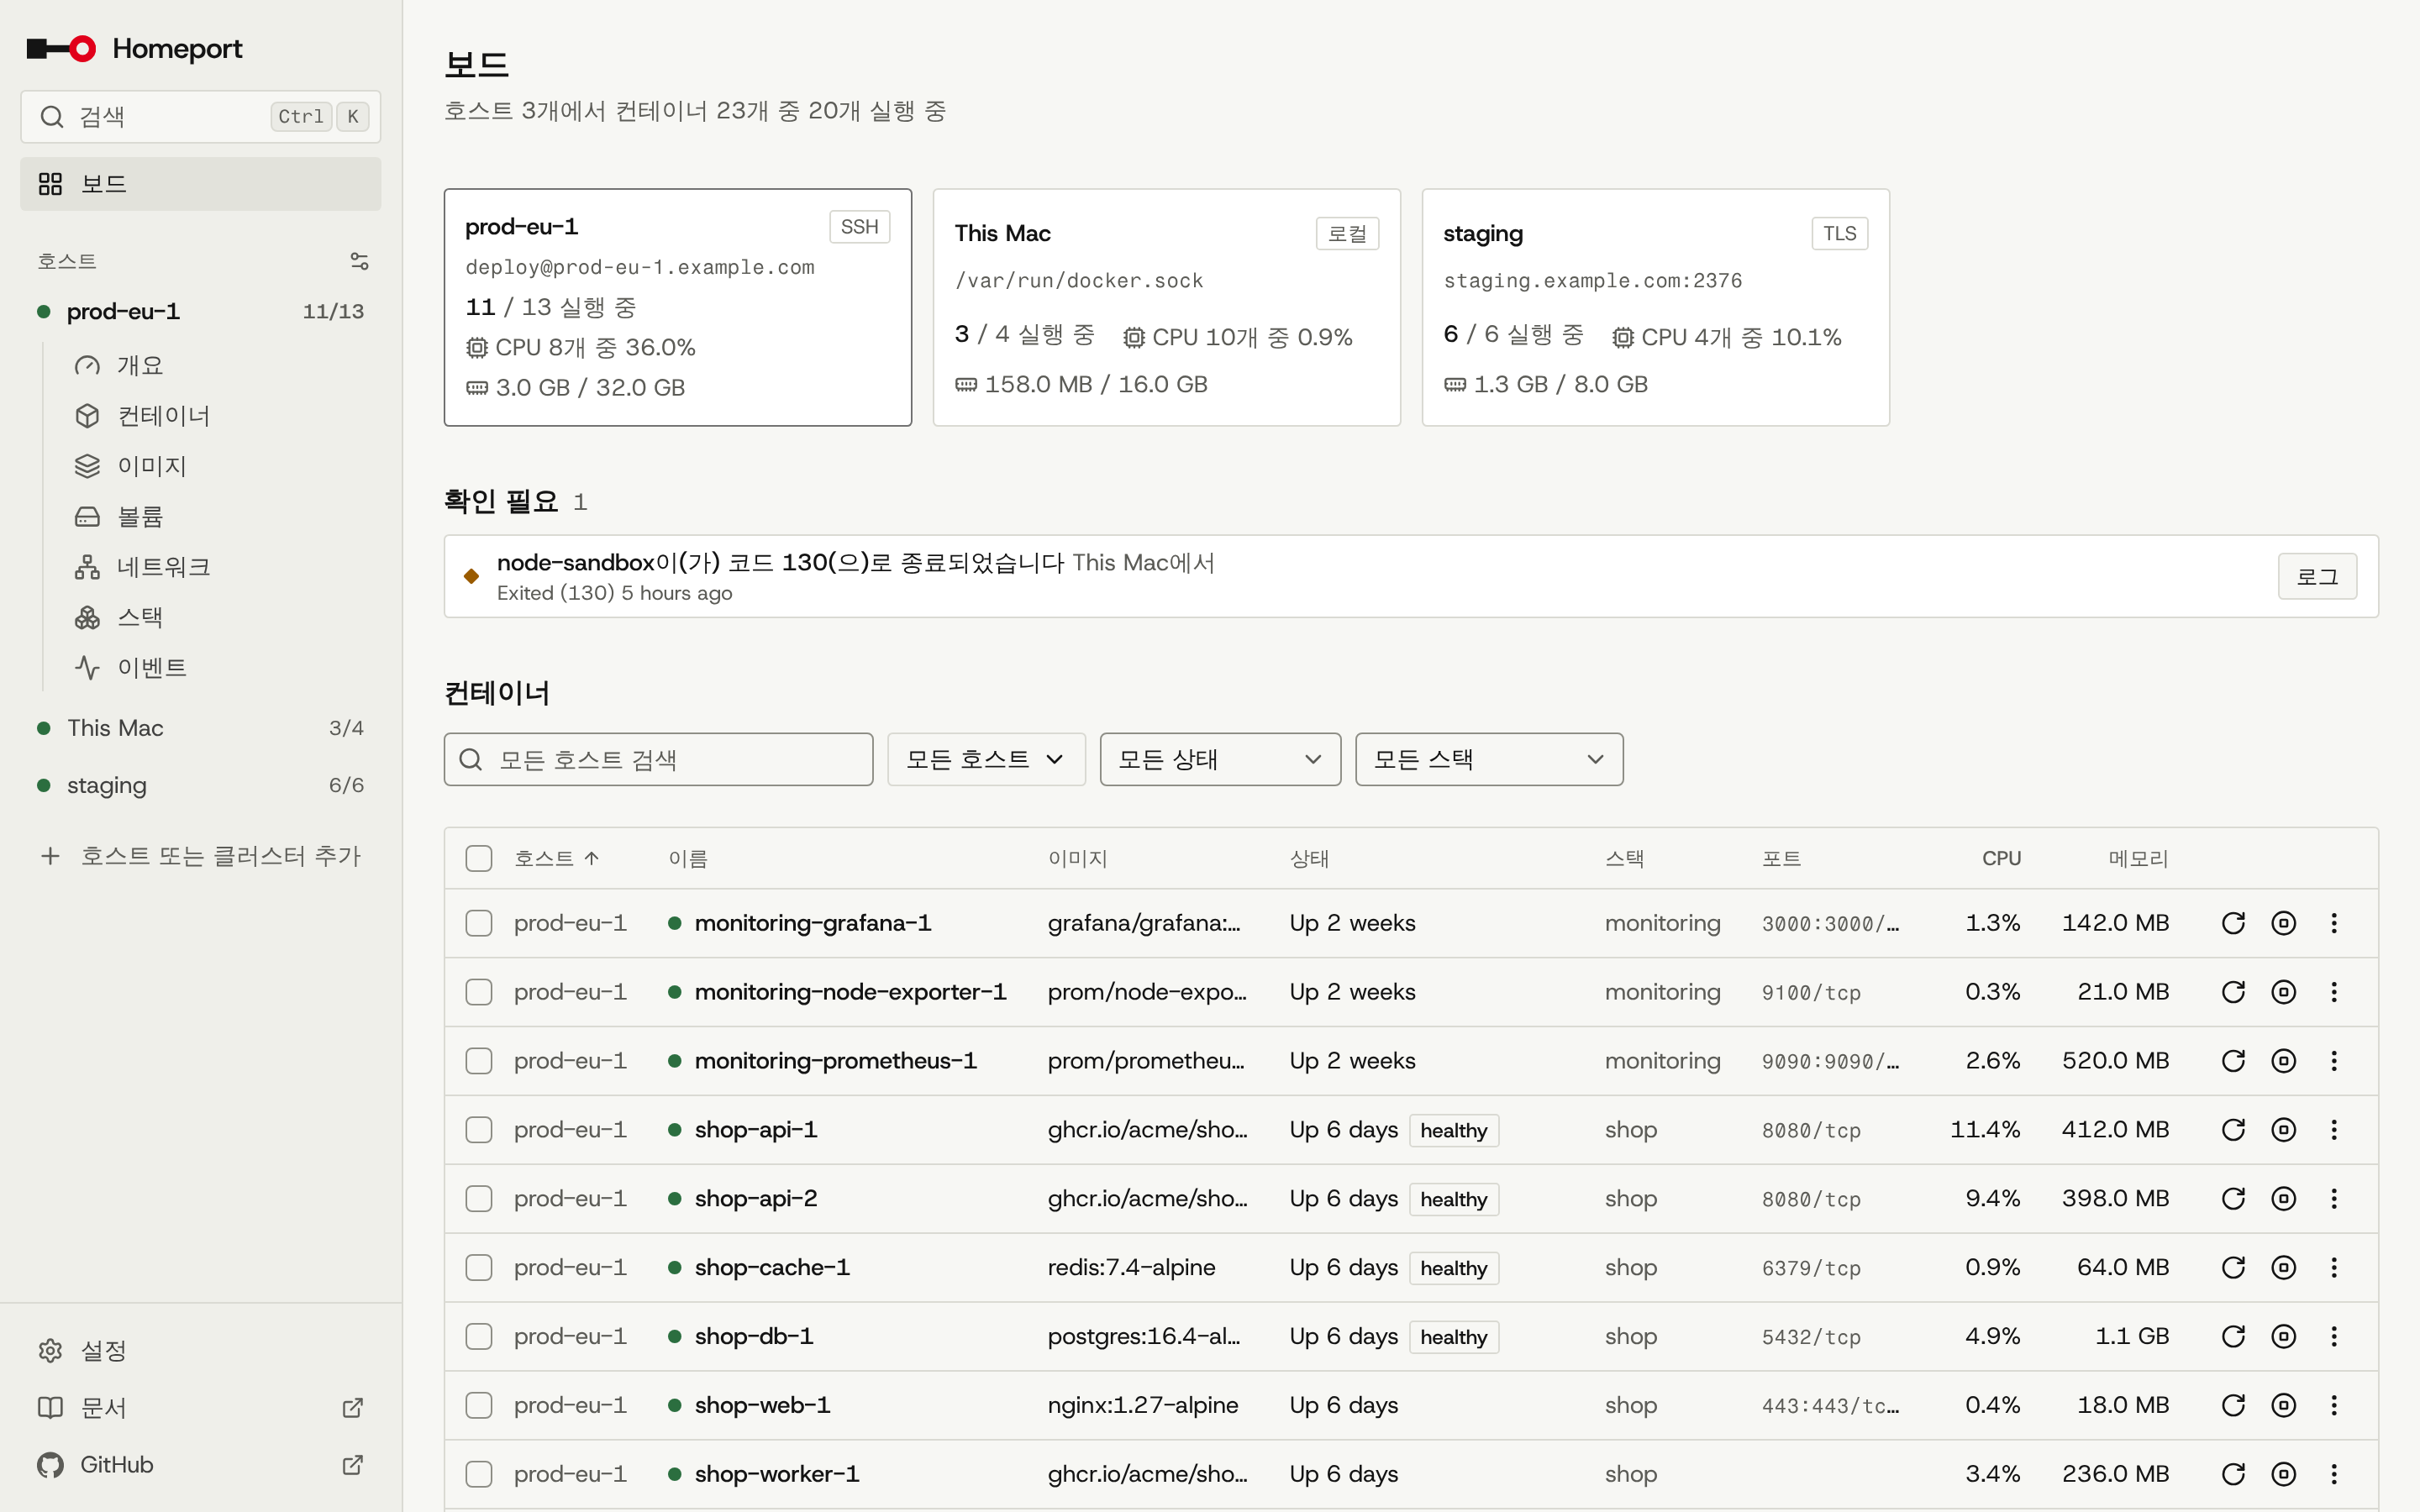 Homeport
검색 Ctrl K
보드
호스트
prod-eu-1 11/13
개요
컨테이너
이미지
볼륨
네트워크
스택
이벤트
This Mac 3/4
staging 6/6
호스트 또는 클러스터 추가
설정
문서
GitHub
보드
호스트 3개에서 컨테이너 23개 중 20개 실행 중
prod-eu-1 SSH
deploy@prod-eu-1.example.com
11 / 13 실행 중
CPU 8개 중 36.0%
3.0 GB / 32.0 GB
This Mac 로컬
/var/run/docker.sock
3 / 4 실행 중 CPU 10개 중 0.9%
158.0 MB / 16.0 GB
staging TLS
staging.example.com:2376
6 / 6 실행 중 CPU 4개 중 10.1%
1.3 GB / 8.0 GB
확인 필요 1
node-sandbox이(가) 코드 130(으)로 종료되었습니다 This Mac에서
Exited (130) 5 hours ago
로그
컨테이너
모든 호스트 검색 모든 호스트 모든 상태 모든 스택
호스트 이름 이미지 상태 스택 포트 CPU 메모리
prod-eu-1 monitoring-grafana-1 grafana/grafana:... Up 2 weeks monitoring 3000:3000/... 1.3% 142.0 MB
prod-eu-1 monitoring-node-exporter-1 prom/node-expo... Up 2 weeks monitoring 9100/tcp 0.3% 21.0 MB
prod-eu-1 monitoring-prometheus-1 prom/prometheu... Up 2 weeks monitoring 9090:9090/... 2.6% 520.0 MB
prod-eu-1 shop-api-1 ghcr.io/acme/sho... Up 6 days healthy shop 8080/tcp 11.4% 412.0 MB
prod-eu-1 shop-api-2 ghcr.io/acme/sho... Up 6 days healthy shop 8080/tcp 9.4% 398.0 MB
prod-eu-1 shop-cache-1 redis:7.4-alpine Up 6 days healthy shop 6379/tcp 0.9% 64.0 MB
prod-eu-1 shop-db-1 postgres:16.4-al... Up 6 days healthy shop 5432/tcp 4.9% 1.1 GB
prod-eu-1 shop-web-1 nginx:1.27-alpine Up 6 days shop 443:443/tc... 0.4% 18.0 MB
prod-eu-1 shop-worker-1 ghcr.io/acme/sho... Up 6 days shop 3.4% 236.0 MB